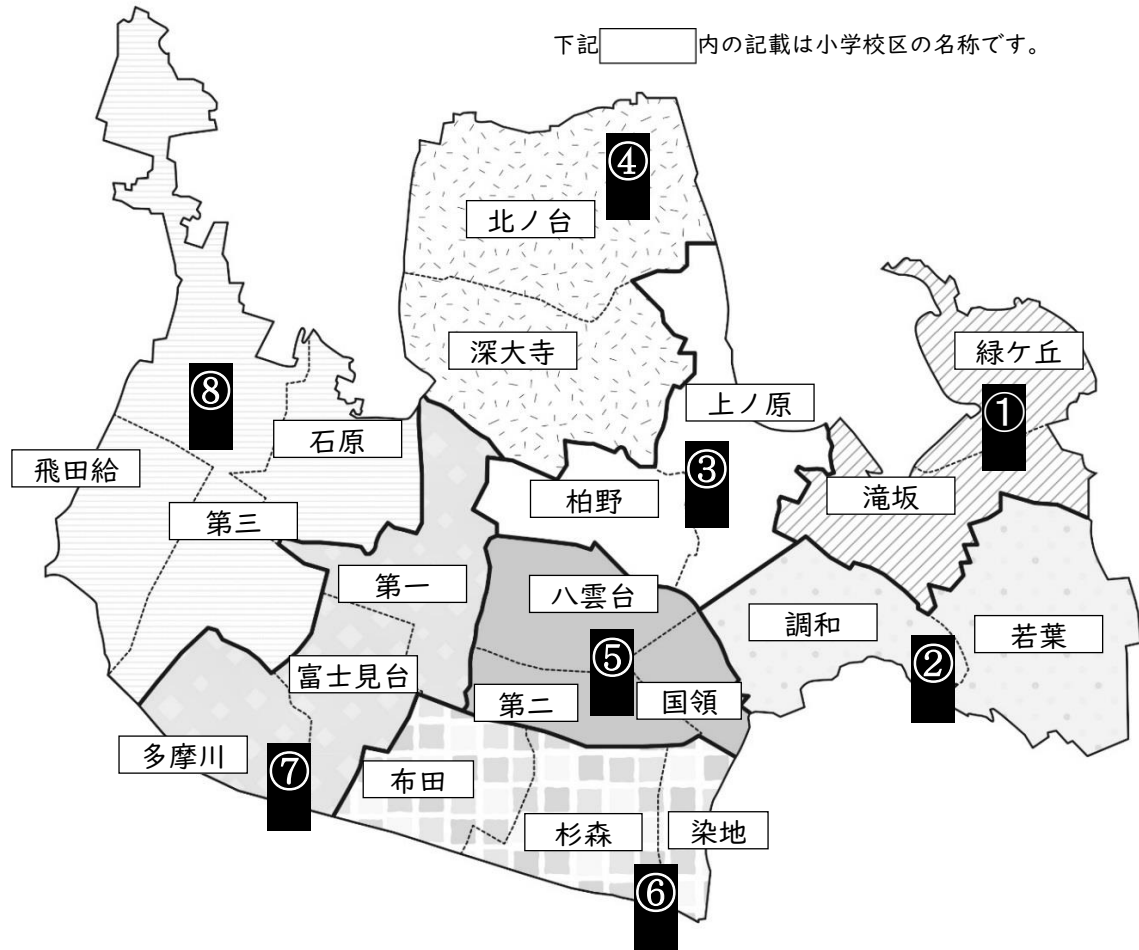 下記 内の記載は小学校区の名称です。
④
北ノ台
深大寺
緑ケ丘
⑧
上ノ原
①
石原
飛田給
柏野
③
滝坂
第三
第一
八雲台
調和
若葉
⑤
②
富士見台
第二
国領
多摩川
⑦
布田
杉森
染地
⑥